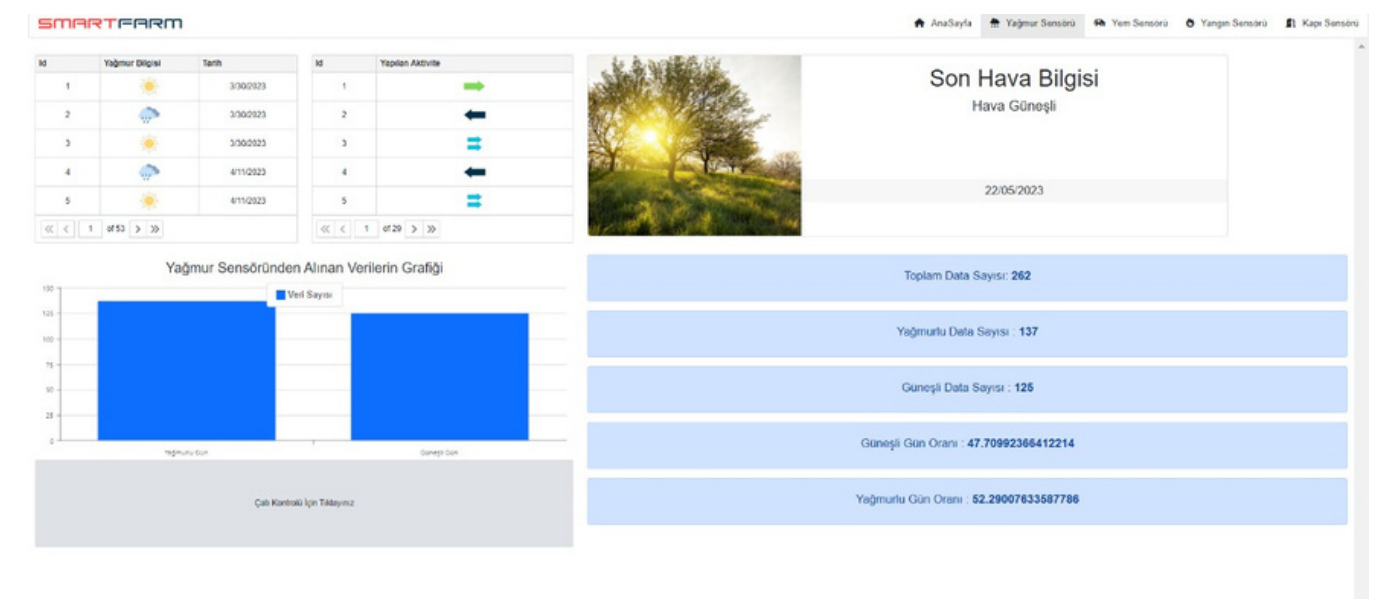 SMARTFARM
AnaSayfa Yağmur Sensörü Yem Sensörü Yangın Sensörü Kapı Sensörü
Id Yağmur Bilgisi Tarih
1 3/30/2023
2 3/30/2023
3 3/30/2023
4 4/11/2023
5 4/11/2023
1 of 53
Id Yapılan Aktivite
1
2
3
4
5
1 of 29
Son Hava Bilgisi
Hava Güneşli
22/05/2023
Yağmur Sensöründen Alınan Verilerin Grafiği
Veri Sayısı
150
125
100
75
50
25
0
Yağmurlu Gün Güneşli Gün
Çatı Kontrolü İçin Tıklayınız
Toplam Data Sayısı: 262
Yağmurlu Data Sayısı : 137
Güneşli Data Sayısı : 125
Güneşli Gün Oranı : 47.70992366412214
Yağmurlu Gün Oranı : 52.29007633587786